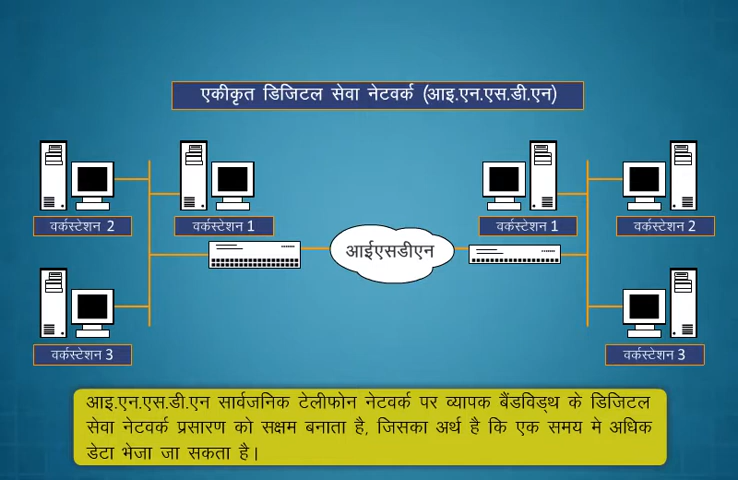 एकीकृत डिजिटल सेवा नेटवर्क (आइ.एन.एस.डी.एन)
वर्कस्टेशन 2
वर्कस्टेशन 1
वर्कस्टेशन 1
वर्कस्टेशन 2
आईएसडीएन
वर्कस्टेशन 3
वर्कस्टेशन 3
आइ.एन.एस.डी.एन सार्वजनिक टेलीफोन नेटवर्क पर व्यापक बैंडविड्थ के डिजिटल
सेवा नेटवर्क प्रसारण को सक्षम बनाता है, जिसका अर्थ है कि एक समय मे अधिक
डेटा भेजा जा सकता है।